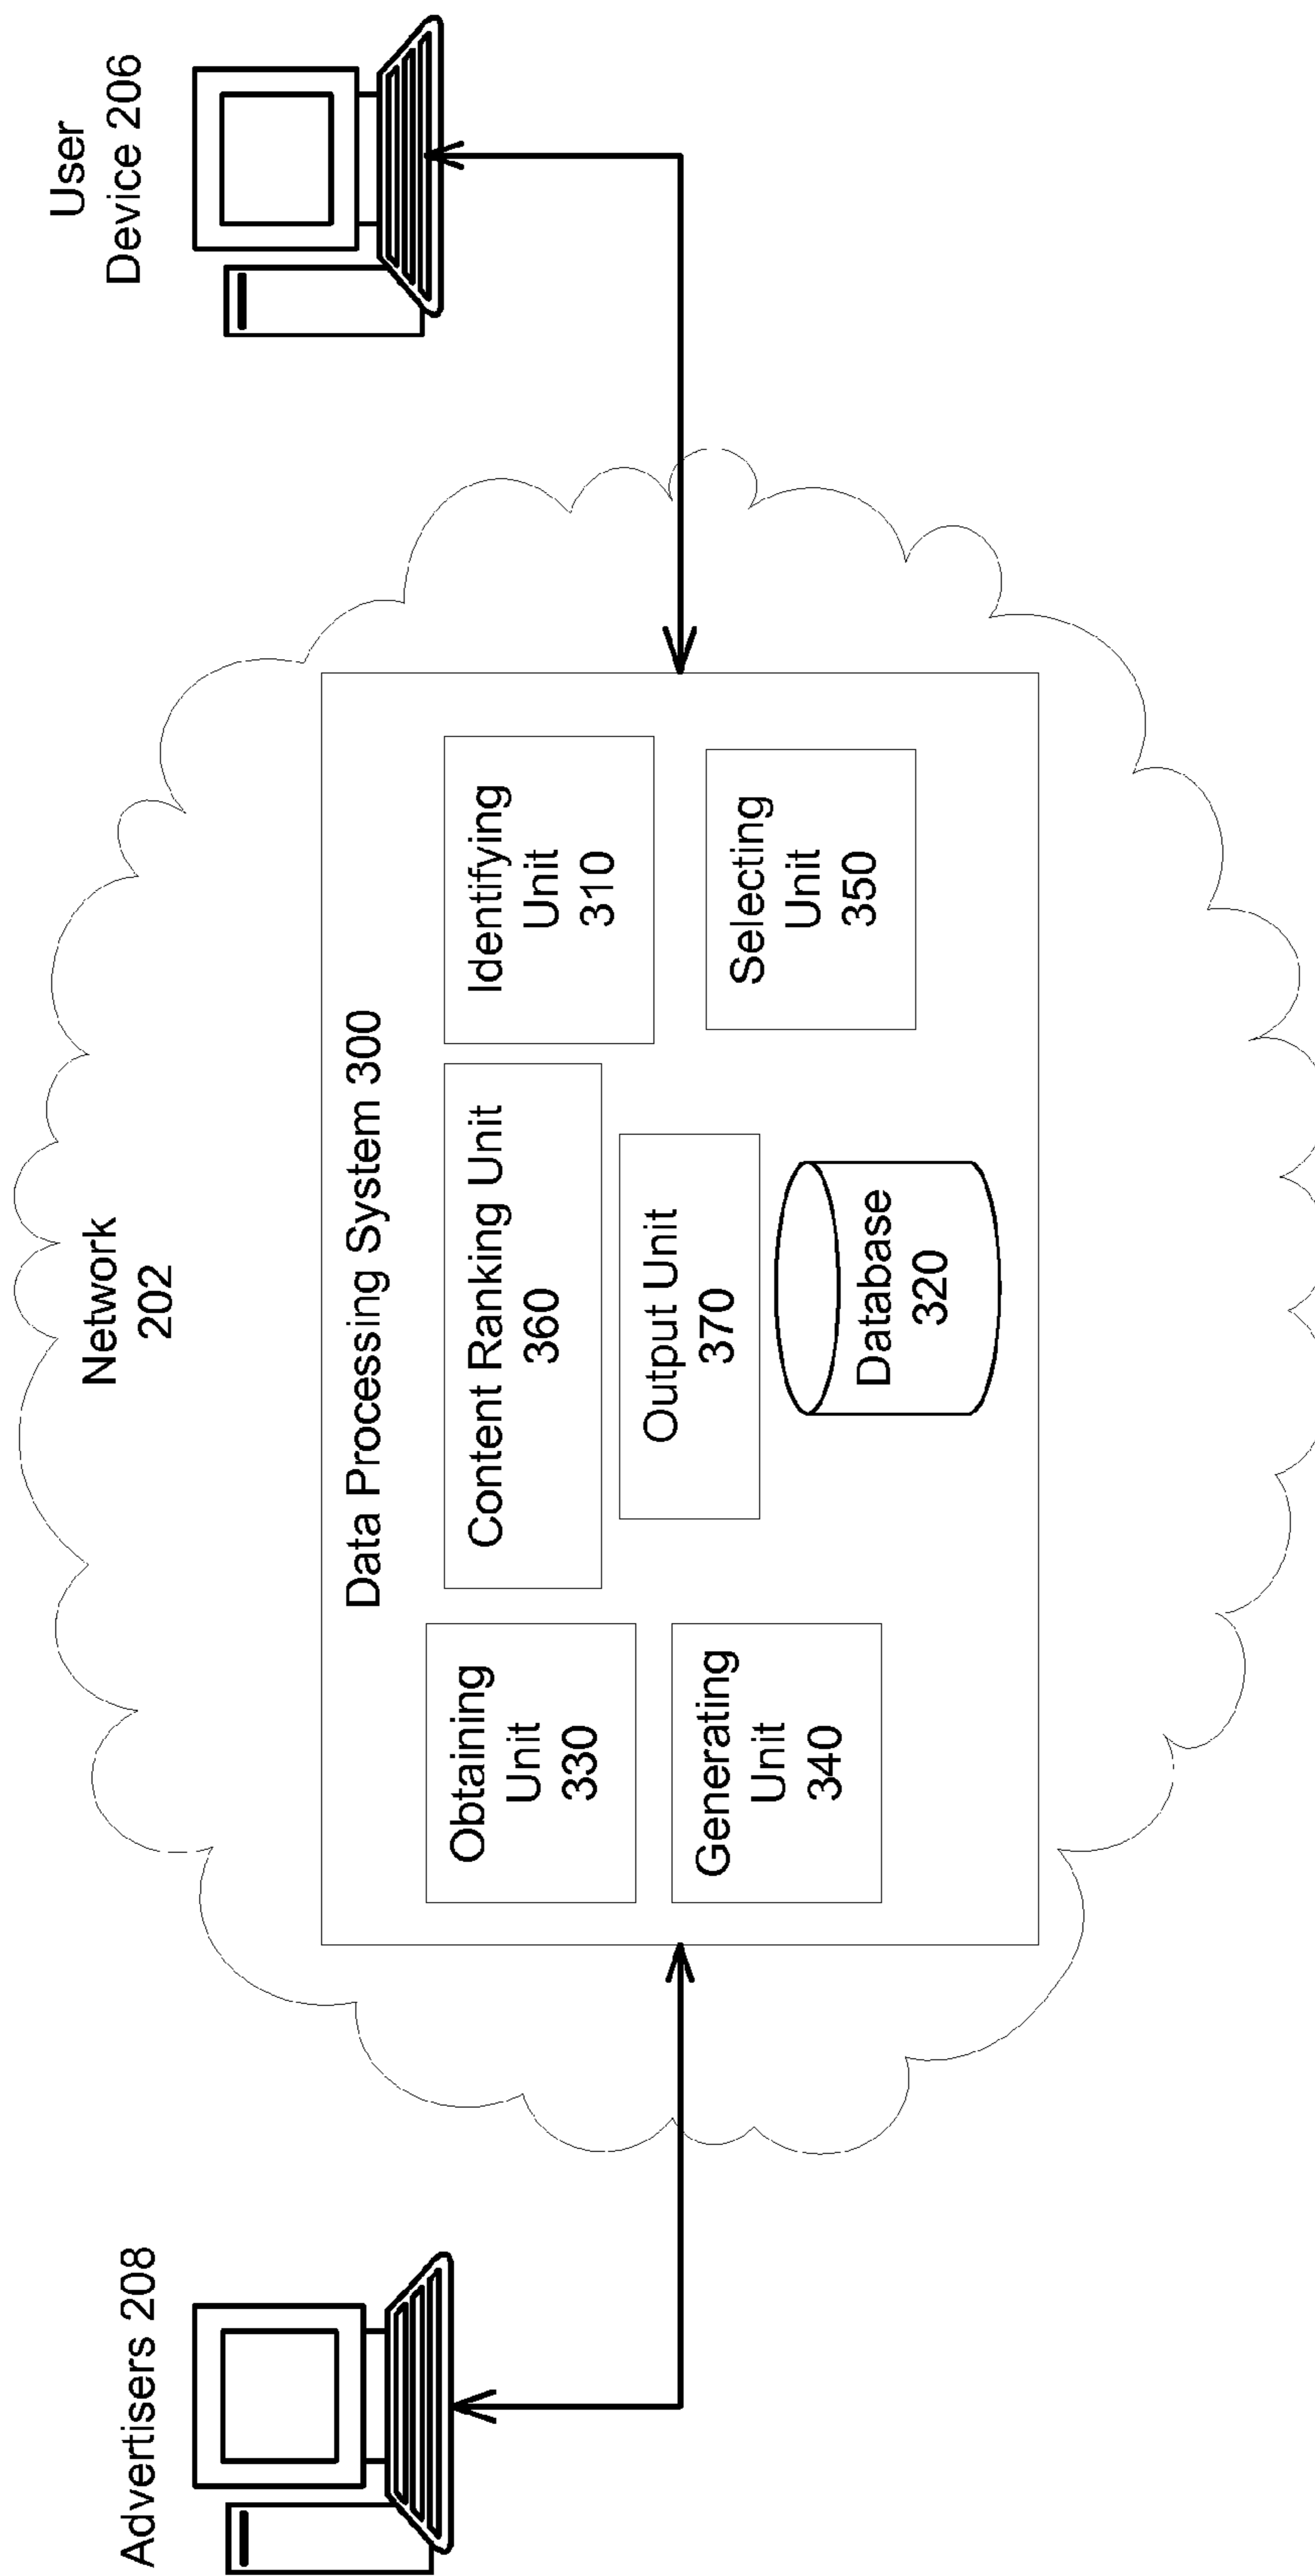 Network
202
Advertisers 208
User
Device 206
Data Processing System 300
Obtaining
Unit
330
Content Ranking Unit
360
Identifying
Unit
310
Generating
Unit
340
Output Unit
370
Selecting
Unit
350
Database
320